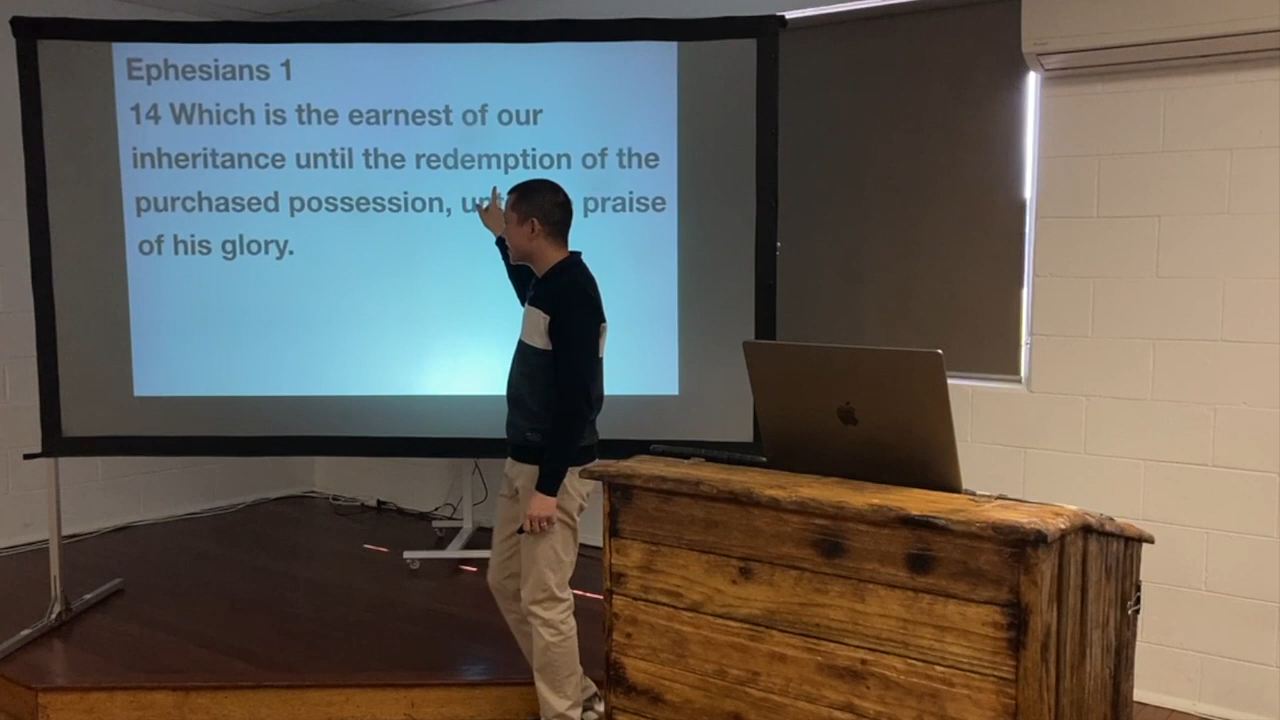 Ephesians 1
14 Which is the earnest of our
inheritance until the redemption of the
purchased possession, praise
of his glory.